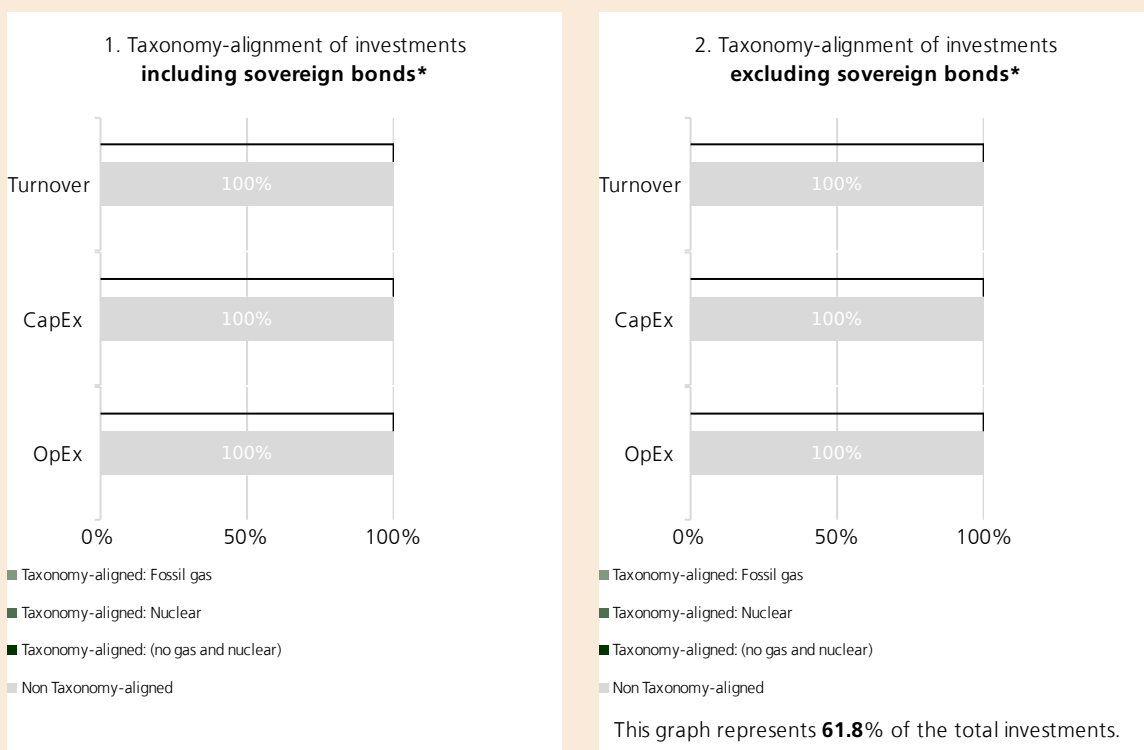 1. Taxonomy-alignment of investments
including sovereign bonds*
Turnover
100%
CapEx
100%
OpEx
100%
0% 50% 100%
Taxonomy-aligned: Fossil gas
Taxonomy-aligned: Nuclear
Taxonomy-aligned: (no gas and nuclear)
Non Taxonomy-aligned
2. Taxonomy-alignment of investments
excluding sovereign bonds*
Turnover
100%
CapEx
100%
OpEx
100%
0% 50% 100%
Taxonomy-aligned: Fossil gas
Taxonomy-aligned: Nuclear
Taxonomy-aligned: (no gas and nuclear)
Non Taxonomy-aligned
This graph represents 61.8% of the total investments.